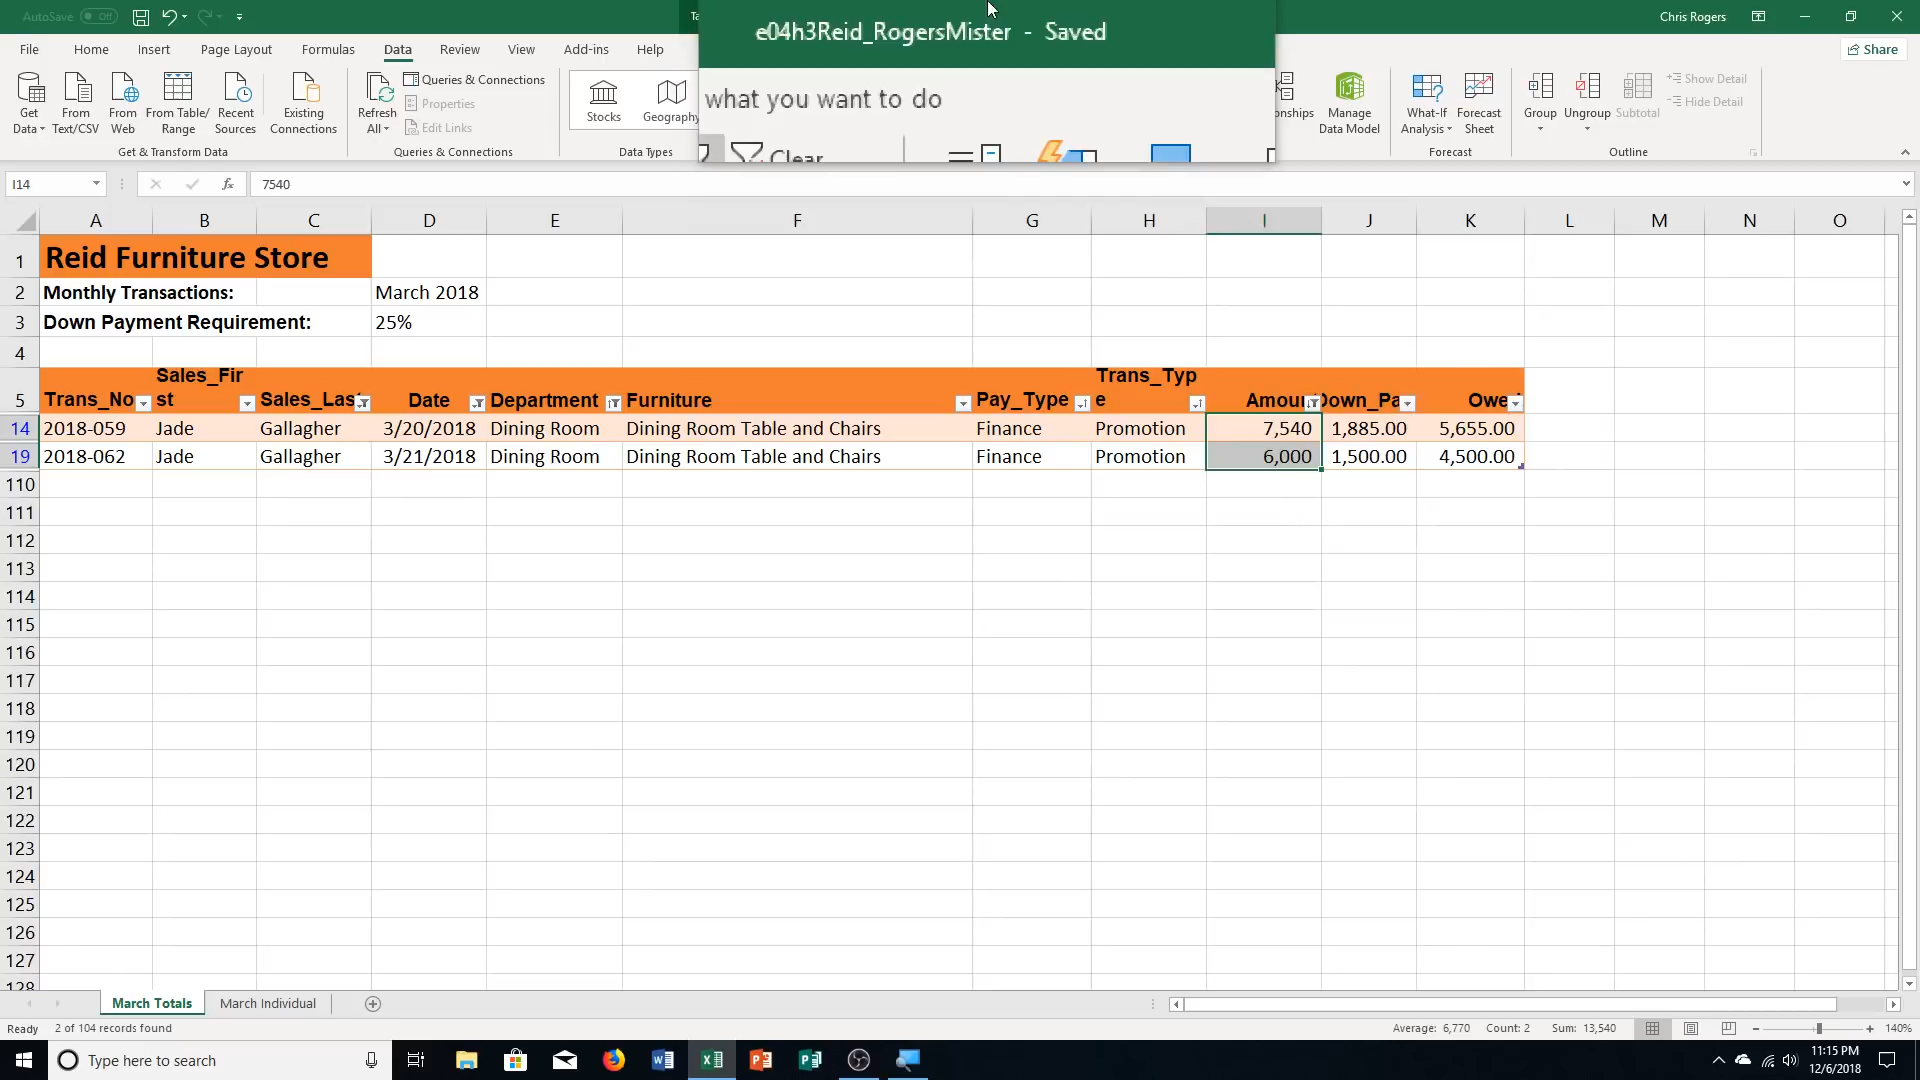 AutoSave Off
Ta
e04h3Reid_RogersMister - Saved
Chris Rogers
File Home Insert Page Layout Formulas Data Review View Add-ins Help
what you want to do
Share
Get Data
From Text/CSV
From Web
From Table/ Range
Recent Sources
Existing Connections
Get & Transform Data
Refresh All
Queries & Connections
Properties
Edit Links
Queries & Connections
Stocks
Geography
Data Types
Clear
onships
Manage Data Model
What-If Analysis
Forecast Sheet
Forecast
Group
Ungroup
Subtotal
Show Detail
Hide Detail
Outline
I14 fx 7540
A B C D E F G H I J K L M N O
1 Reid Furniture Store
2 Monthly Transactions: March 2018
3 Down Payment Requirement: 25%
4
5 Trans_No Sales_First Sales_Las Date Department Furniture Pay_Type Trans_Type Amoun Down_Pa Owe
14 2018-059 Jade Gallagher 3/20/2018 Dining Room Dining Room Table and Chairs Finance Promotion 7,540 1,885.00 5,655.00
19 2018-062 Jade Gallagher 3/21/2018 Dining Room Dining Room Table and Chairs Finance Promotion 6,000 1,500.00 4,500.00
110
111
112
113
114
115
116
117
118
119
120
121
122
123
124
125
126
127
128
March Totals March Individual
Ready 2 of 104 records found Average: 6,770 Count: 2 Sum: 13,540 140%
Type here to search
11:15 PM
12/6/2018